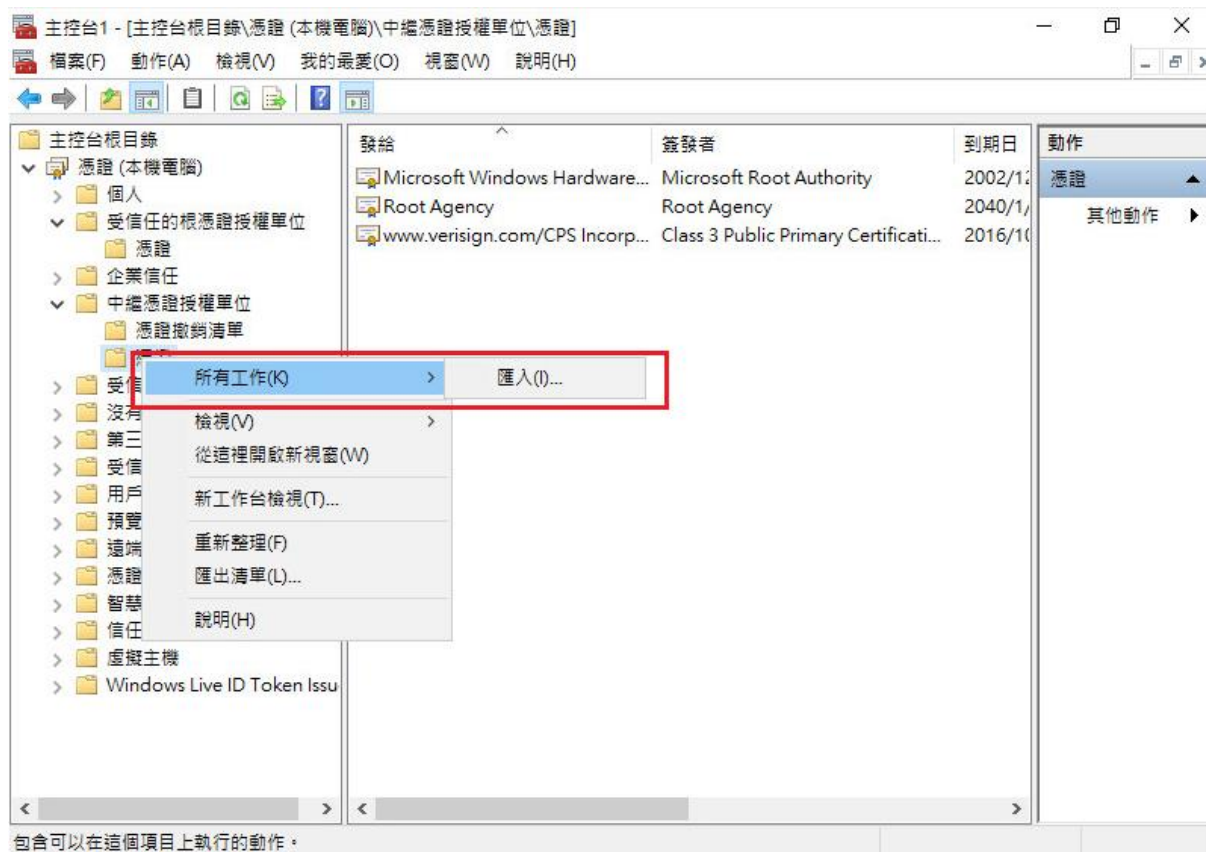 主控台1 - [主控台根目錄\憑證 (本機電腦)\中繼憑證授權單位\憑證]
檔案(F) 動作(A) 檢視(V) 我的最愛(O) 視窗(W) 說明(H)
主控台根目錄
憑證 (本機電腦)
個人
受信任的根憑證授權單位
憑證
企業信任
中繼憑證授權單位
憑證撤銷清單
受信
沒有
第三
受信
用戶
預覽
遠端
憑證
智慧
信任
虛擬主機
Windows Live ID Token Issu
所有工作(K)
匯入(I)...
檢視(V)
從這裡開啟新視窗(W)
新工作台檢視(T)...
重新整理(F)
匯出清單(L)...
說明(H)
發給 簽發者 到期日
Microsoft Windows Hardware... Microsoft Root Authority 2002/12
Root Agency Root Agency 2040/1/
www.verisign.com/CPS Incorp... Class 3 Public Primary Certificati... 2016/10
動作
憑證
其他動作
包含可以在這個項目上執行的動作。